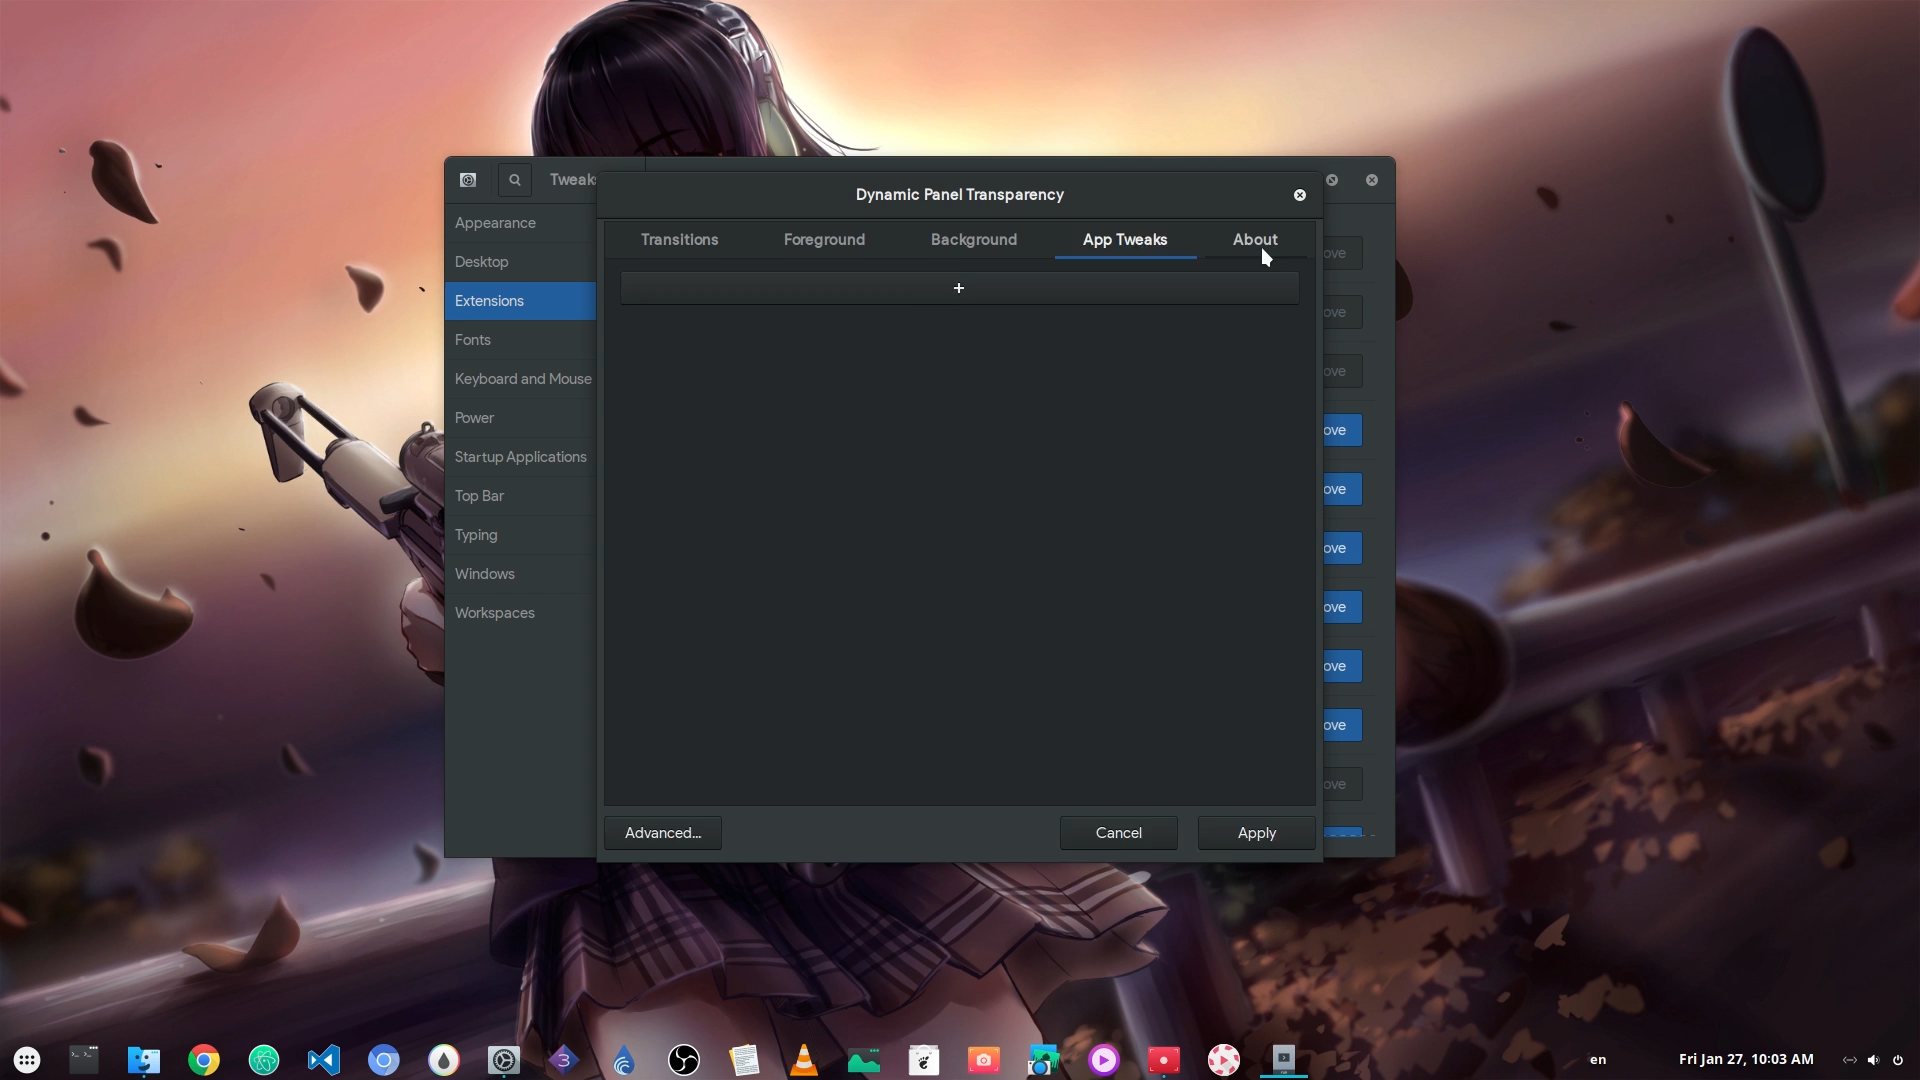 Tweaks
Dynamic Panel Transparency
Transitions
Foreground
Background
App Tweaks
About
+
Appearance
Desktop
Extensions
Fonts
Keyboard and Mouse
Power
Startup Applications
Top Bar
Typing
Windows
Workspaces
ove
ove
ove
ove
ove
ove
ove
ove
ove
ove
Advanced...
Cancel
Apply
3
en
Fri Jan 27, 10:03 AM